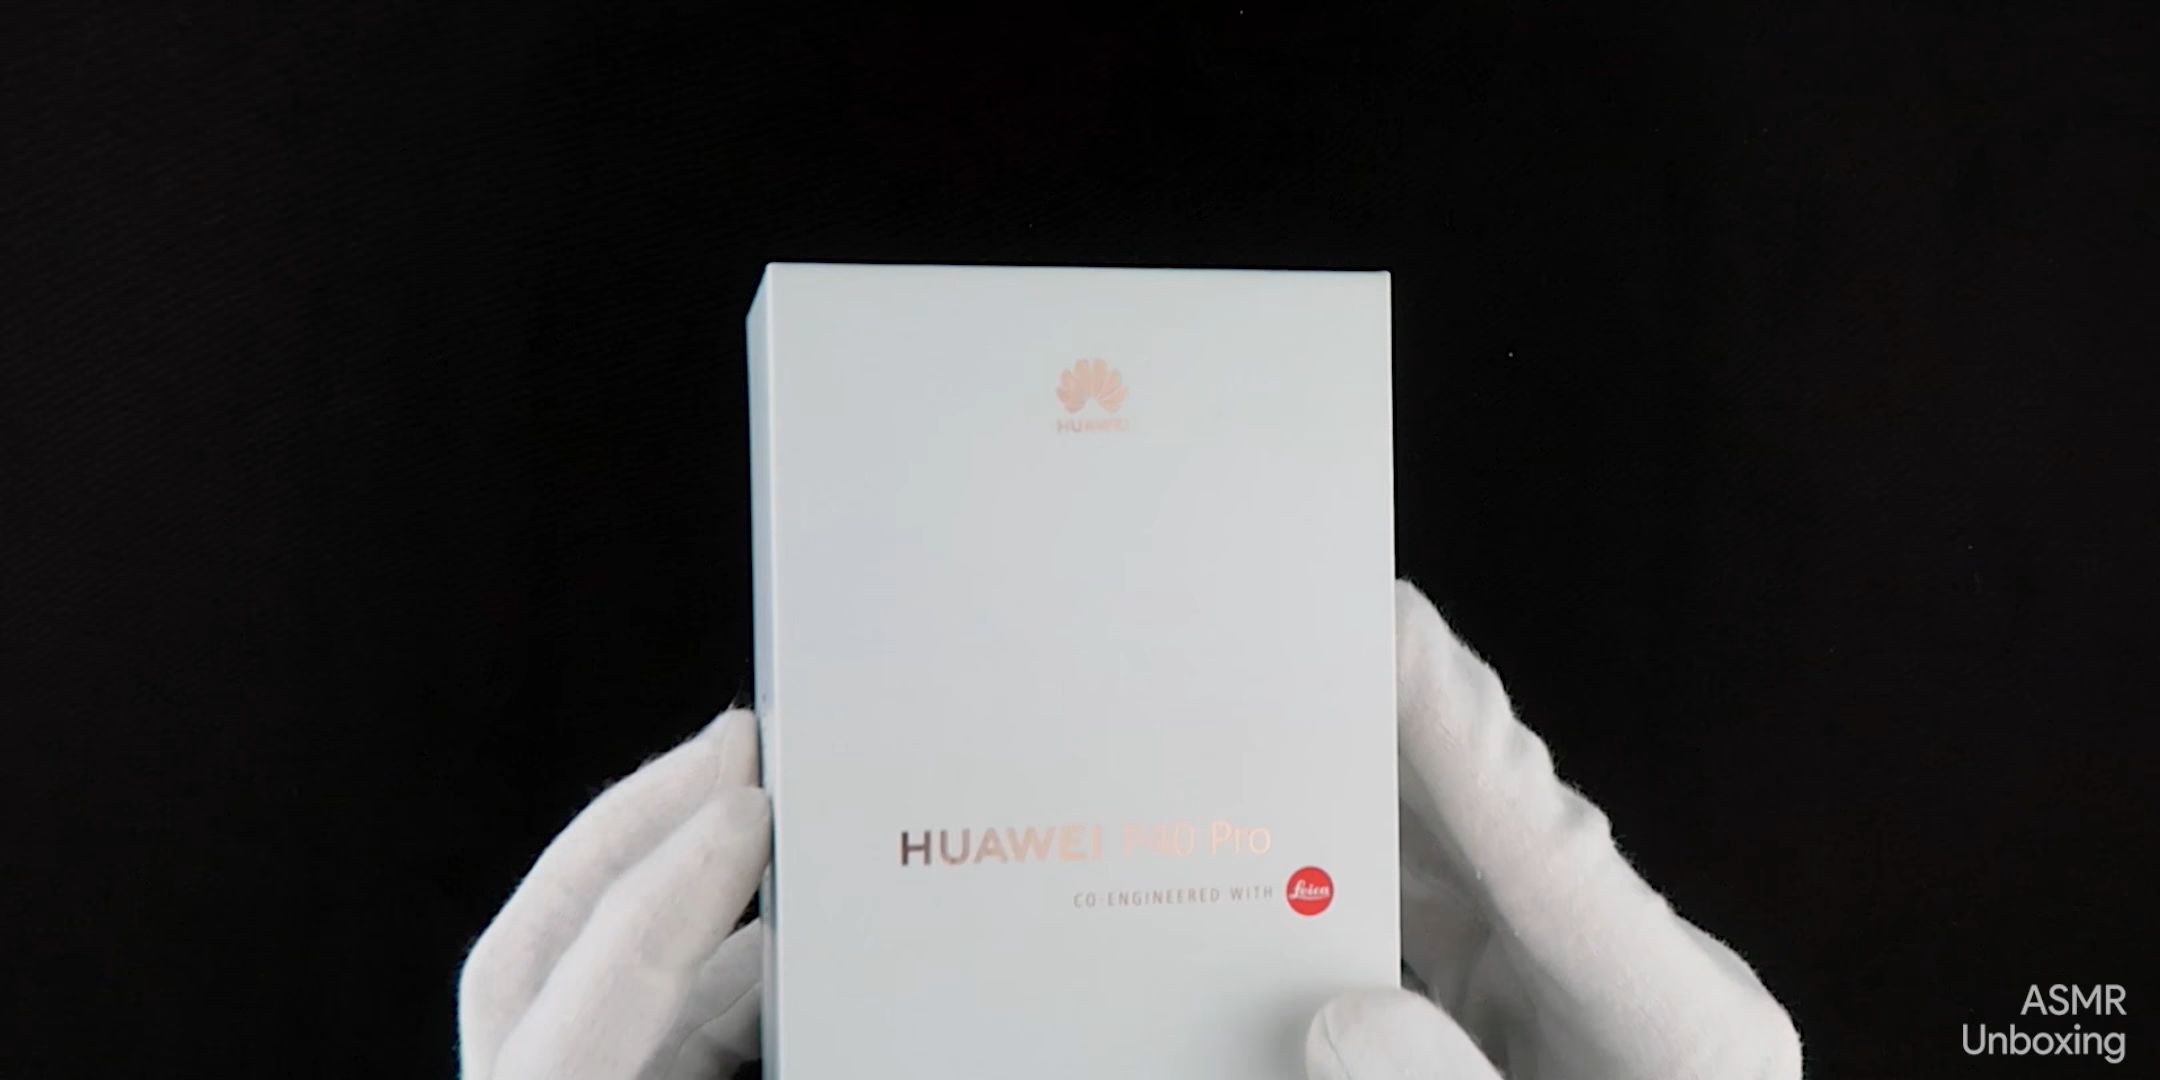 HUAWEI
HUAWEI P40 Pro
CO-ENGINEERED WITH Leica
ASMR
Unboxing